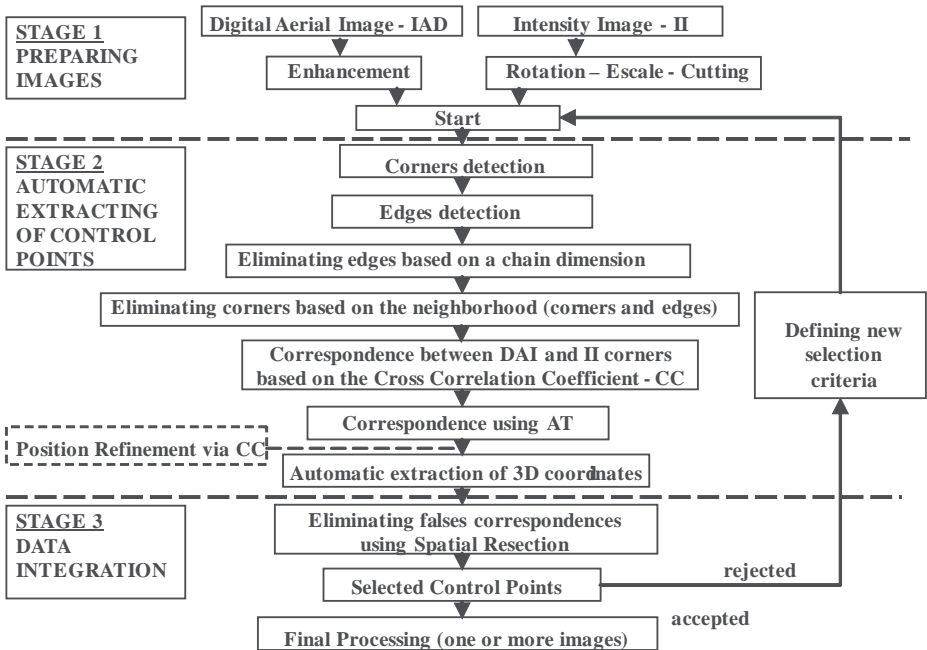 STAGE 1
PREPARING
IMAGES
Digital Aerial Image - IAD
Intensity Image - II
Enhancement
Rotation – Escale - Cutting
Start
STAGE 2
AUTOMATIC
EXTRACTING
OF CONTROL
POINTS
Corners detection
Edges detection
Eliminating edges based on a chain dimension
Eliminating corners based on the neighborhood (corners and edges)
Correspondence between DAI and II corners
based on the Cross Correlation Coefficient - CC
Correspondence using AT
Position Refinement via CC
Automatic extraction of 3D coordinates
Defining new
selection
criteria
STAGE 3
DATA
INTEGRATION
Eliminating falses correspondences
using Spatial Resection
Selected Control Points
rejected
accepted
Final Processing (one or more images)